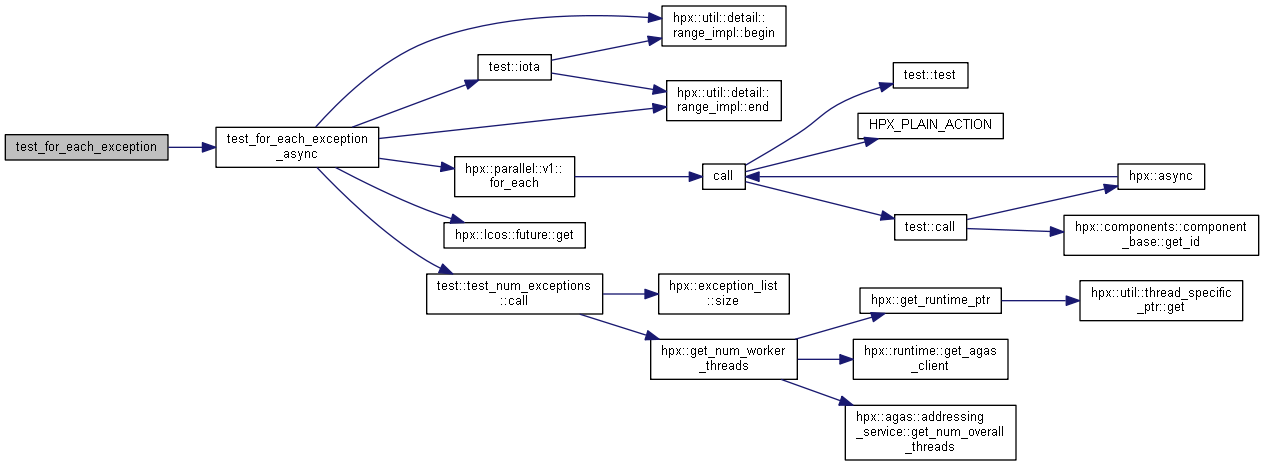 test_for_each_exception
test_for_each_exception
_async
hpx::util::detail::
range_impl::begin
test::iota
hpx::util::detail::
range_impl::end
hpx::parallel::v1::
for_each
hpx::lcos::future::get
test::test_num_exceptions
::call
call
test::test
HPX_PLAIN_ACTION
test::call
hpx::async
hpx::components::component
_base::get_id
hpx::exception_list
::size
hpx::get_num_worker
_threads
hpx::get_runtime_ptr
hpx::util::thread_specific
_ptr::get
hpx::runtime::get_agas
_client
hpx::agas::addressing
_service::get_num_overall
_threads